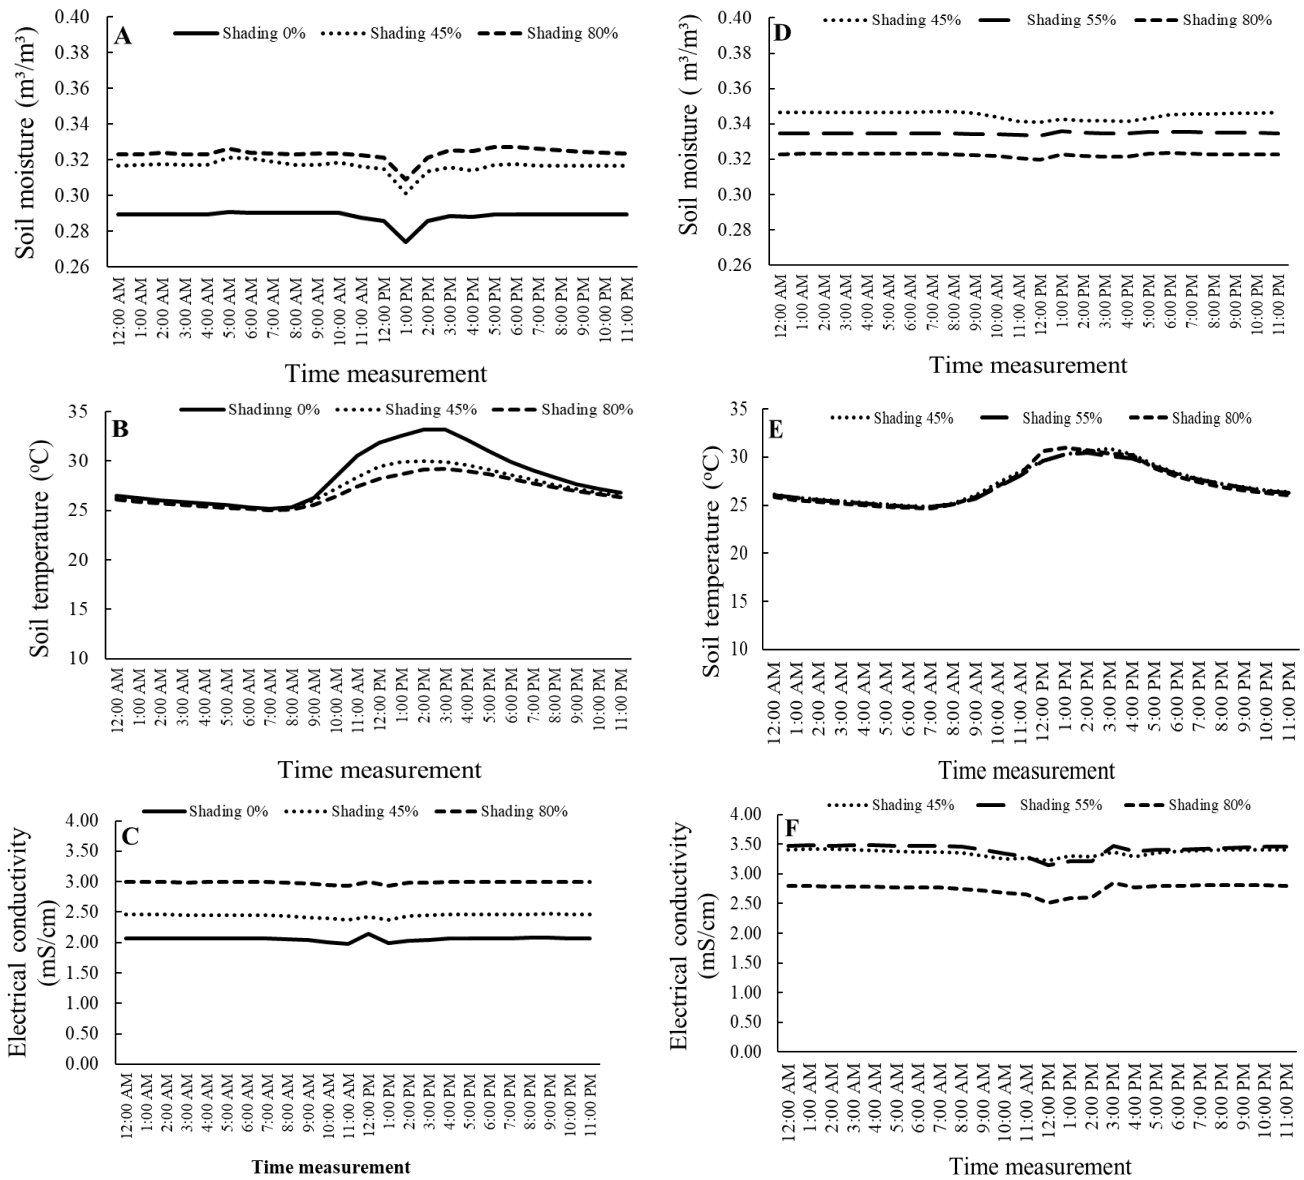 A
Shading 0% Shading 45% Shading 80%
Soil moisture (m³/m³)
0.40
0.38
0.36
0.34
0.32
0.30
0.28
0.26
12:00 AM
1:00 AM
2:00 AM
3:00 AM
4:00 AM
5:00 AM
6:00 AM
7:00 AM
8:00 AM
9:00 AM
10:00 AM
11:00 AM
12:00 PM
1:00 PM
2:00 PM
3:00 PM
4:00 PM
5:00 PM
6:00 PM
7:00 PM
8:00 PM
9:00 PM
10:00 PM
11:00 PM
Time measurement
D
Shading 45% Shading 55% Shading 80%
Soil moisture ( m³/m³)
0.40
0.38
0.36
0.34
0.32
0.30
0.28
0.26
12:00 AM
1:00 AM
2:00 AM
3:00 AM
4:00 AM
5:00 AM
6:00 AM
7:00 AM
8:00 AM
9:00 AM
10:00 AM
11:00 AM
12:00 PM
1:00 PM
2:00 PM
3:00 PM
4:00 PM
5:00 PM
6:00 PM
7:00 PM
8:00 PM
9:00 PM
10:00 PM
11:00 PM
Time measurement
B
Shadinng 0% Shading 45% Shading 80%
Soil temperature (ºC)
35
30
25
20
15
10
12:00 AM
1:00 AM
2:00 AM
3:00 AM
4:00 AM
5:00 AM
6:00 AM
7:00 AM
8:00 AM
9:00 AM
10:00 AM
11:00 AM
12:00 PM
1:00 PM
2:00 PM
3:00 PM
4:00 PM
5:00 PM
6:00 PM
7:00 PM
8:00 PM
9:00 PM
10:00 PM
11:00 PM
Time measurement
E
Shading 45% Shading 55% Shading 80%
Soil temperature (ºC)
35
30
25
20
15
10
12:00 AM
1:00 AM
2:00 AM
3:00 AM
4:00 AM
5:00 AM
6:00 AM
7:00 AM
8:00 AM
9:00 AM
10:00 AM
11:00 AM
12:00 PM
1:00 PM
2:00 PM
3:00 PM
4:00 PM
5:00 PM
6:00 PM
7:00 PM
8:00 PM
9:00 PM
10:00 PM
11:00 PM
Time measurement
C
Shading 0% Shading 45% Shading 80%
Electrical conductivity
(mS/cm)
4.00
3.50
3.00
2.50
2.00
1.50
1.00
0.50
0.00
12:00 AM
1:00 AM
2:00 AM
3:00 AM
4:00 AM
5:00 AM
6:00 AM
7:00 AM
8:00 AM
9:00 AM
10:00 AM
11:00 AM
12:00 PM
1:00 PM
2:00 PM
3:00 PM
4:00 PM
5:00 PM
6:00 PM
7:00 PM
8:00 PM
9:00 PM
10:00 PM
11:00 PM
Time measurement
F
Shading 45% Shading 55% Shading 80%
Electrical conductivity
(mS/cm)
4.00
3.50
3.00
2.50
2.00
1.50
1.00
0.50
0.00
12:00 AM
1:00 AM
2:00 AM
3:00 AM
4:00 AM
5:00 AM
6:00 AM
7:00 AM
8:00 AM
9:00 AM
10:00 AM
11:00 AM
12:00 PM
1:00 PM
2:00 PM
3:00 PM
4:00 PM
5:00 PM
6:00 PM
7:00 PM
8:00 PM
9:00 PM
10:00 PM
11:00 PM
Time measurement